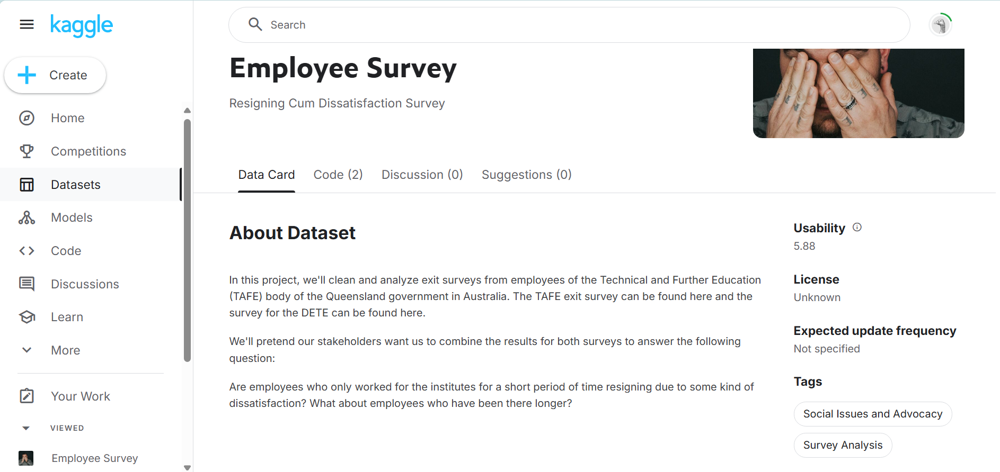 kaggle
Search
Create
Home
Competitions
Datasets
Models
Code
Discussions
Learn
More
Your Work
VIEWED
Employee Survey
Employee Survey
Resigning Cum Dissatisfaction Survey
Data Card
Code (2)
Discussion (0)
Suggestions (0)
About Dataset
In this project, we'll clean and analyze exit surveys from employees of the Technical and Further Education
(TAFE) body of the Queensland government in Australia. The TAFE exit survey can be found here and the
survey for the DETE can be found here.
We'll pretend our stakeholders want us to combine the results for both surveys to answer the following
question:
Are employees who only worked for the institutes for a short period of time resigning due to some kind of
dissatisfaction? What about employees who have been there longer?
Usability
5.88
License
Unknown
Expected update frequency
Not specified
Tags
Social Issues and Advocacy
Survey Analysis